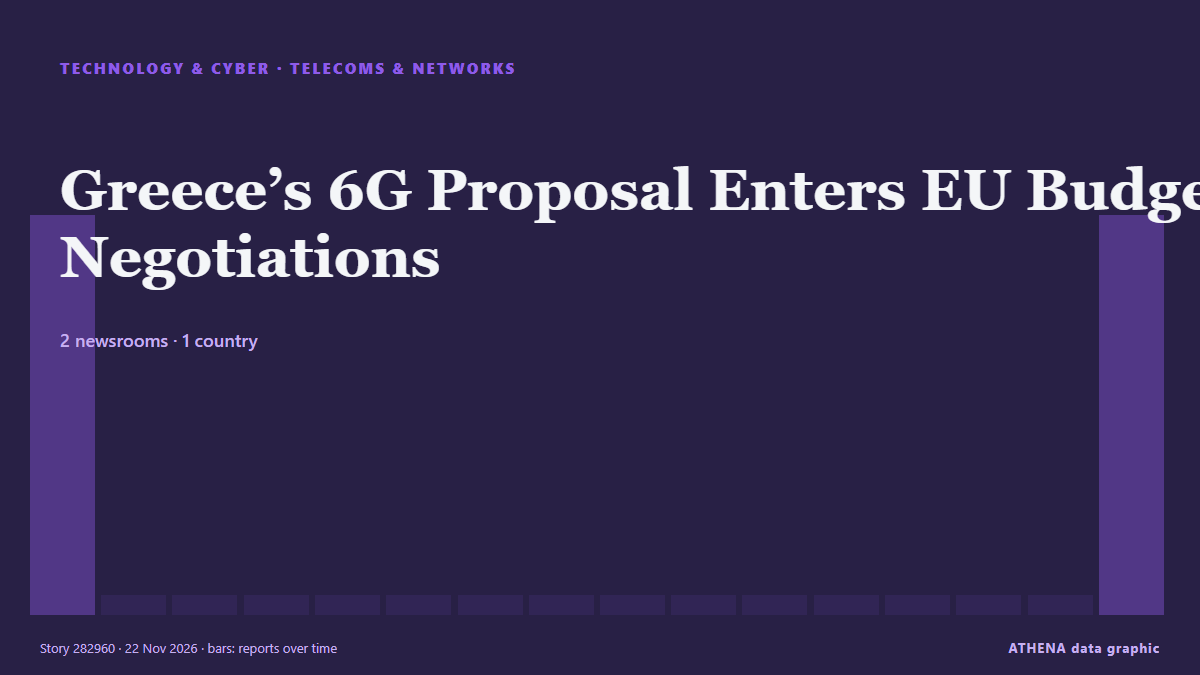 TECHNOLOGY & CYBER · TELECOMS & NETWORKS
Greece’s 6G Proposal Enters EU Budge
Negotiations
2 newsrooms · 1 country
Story 282960 · 22 Nov 2026 · bars: reports over time
ATHENA data graphic